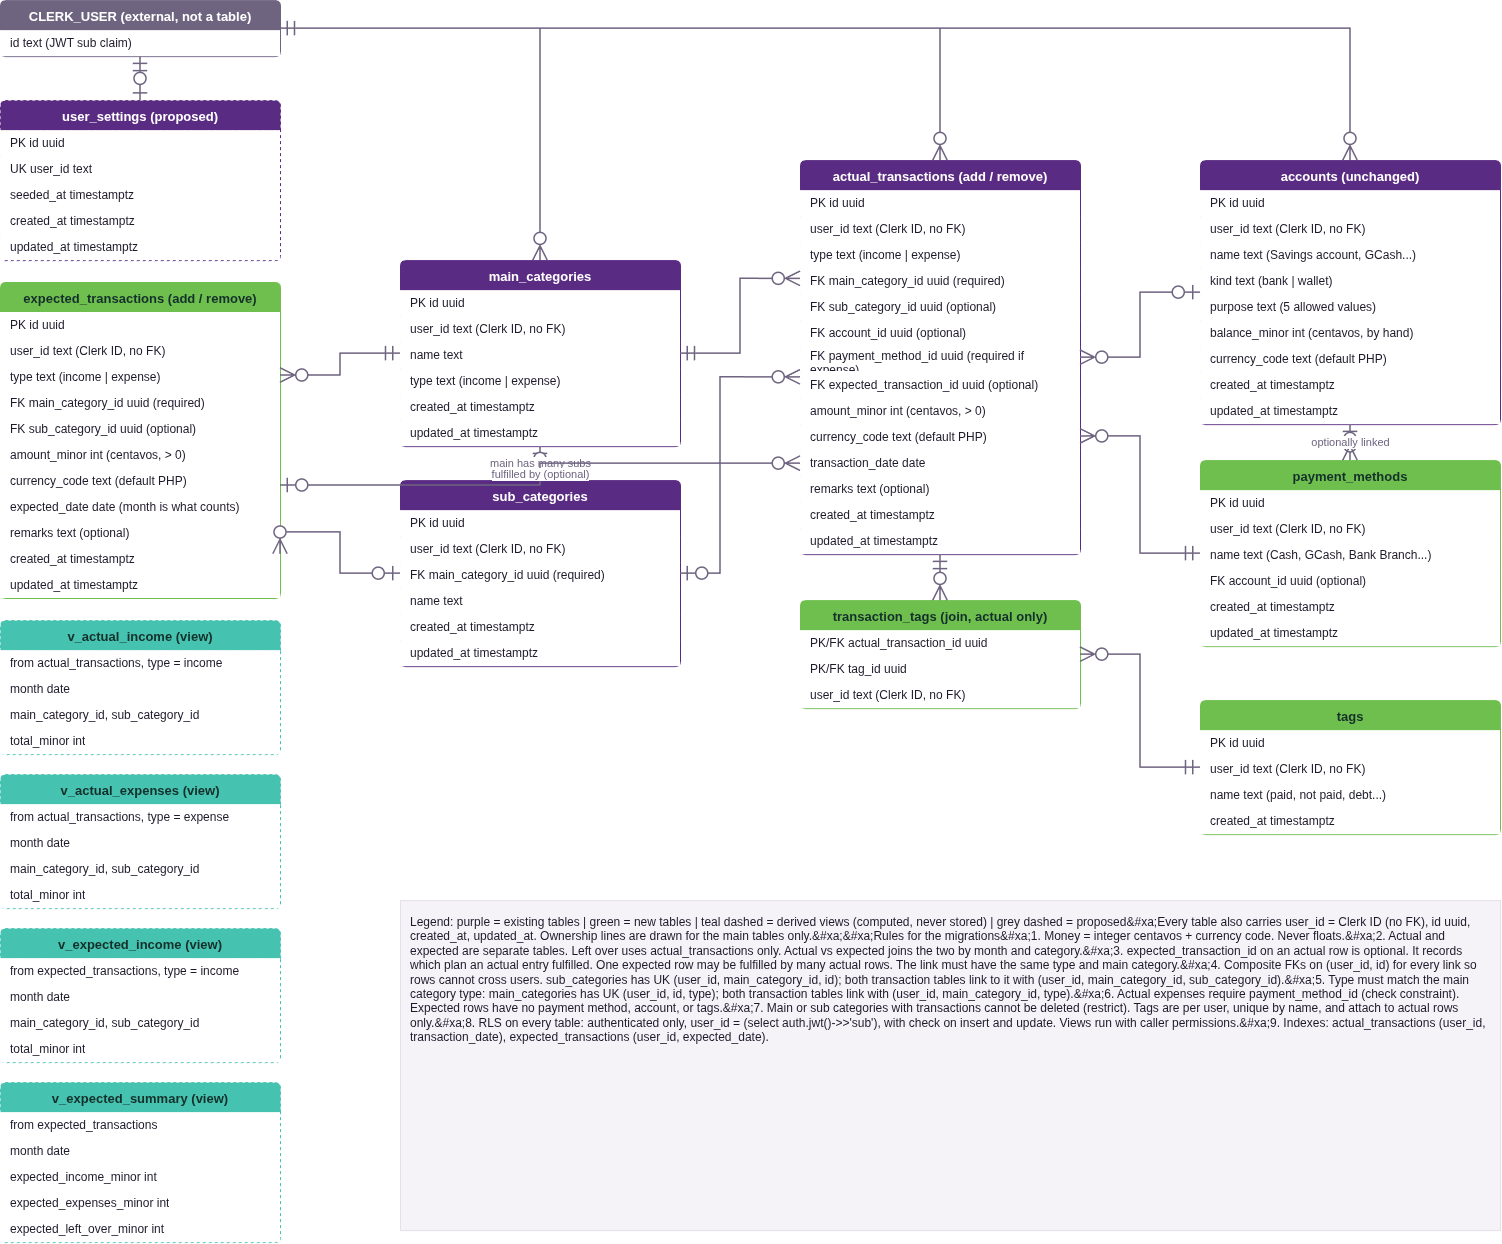 CLERK_USER (external, not a table)
id text (JWT sub claim)
user_settings (proposed)
PK id uuid
UK user_id text
seeded_at timestamptz
created_at timestamptz
updated_at timestamptz
expected_transactions (add / remove)
PK id uuid
user_id text (Clerk ID, no FK)
type text (income | expense)
FK main_category_id uuid (required)
FK sub_category_id uuid (optional)
amount_minor int (centavos, > 0)
currency_code text (default PHP)
expected_date date (month is what counts)
remarks text (optional)
created_at timestamptz
updated_at timestamptz
v_actual_income (view)
from actual_transactions, type = income
month date
main_category_id, sub_category_id
total_minor int
v_actual_expenses (view)
from actual_transactions, type = expense
month date
main_category_id, sub_category_id
total_minor int
v_expected_income (view)
from expected_transactions, type = income
month date
main_category_id, sub_category_id
total_minor int
v_expected_summary (view)
from expected_transactions
month date
expected_income_minor int
expected_expenses_minor int
expected_left_over_minor int
main_categories
PK id uuid
user_id text (Clerk ID, no FK)
name text
type text (income | expense)
created_at timestamptz
updated_at timestamptz
main has many subs
fulfilled by (optional)
sub_categories
PK id uuid
user_id text (Clerk ID, no FK)
FK main_category_id uuid (required)
name text
created_at timestamptz
updated_at timestamptz
actual_transactions (add / remove)
PK id uuid
user_id text (Clerk ID, no FK)
type text (income | expense)
FK main_category_id uuid (required)
FK sub_category_id uuid (optional)
FK account_id uuid (optional)
FK payment_method_id uuid (required if
expense)
FK expected_transaction_id uuid (optional)
amount_minor int (centavos, > 0)
currency_code text (default PHP)
transaction_date date
remarks text (optional)
created_at timestamptz
updated_at timestamptz
transaction_tags (join, actual only)
PK/FK actual_transaction_id uuid
PK/FK tag_id uuid
user_id text (Clerk ID, no FK)
accounts (unchanged)
PK id uuid
user_id text (Clerk ID, no FK)
name text (Savings account, GCash...)
kind text (bank | wallet)
purpose text (5 allowed values)
balance_minor int (centavos, by hand)
currency_code text (default PHP)
created_at timestamptz
updated_at timestamptz
optionally linked
payment_methods
PK id uuid
user_id text (Clerk ID, no FK)
name text (Cash, GCash, Bank Branch...)
FK account_id uuid (optional)
created_at timestamptz
updated_at timestamptz
tags
PK id uuid
user_id text (Clerk ID, no FK)
name text (paid, not paid, debt...)
created_at timestamptz
Legend: purple = existing tables | green = new tables | teal dashed = derived views (computed, never stored) | grey dashed = proposed&#xa;Every table also carries user_id = Clerk ID (no FK), id uuid,
created_at, updated_at. Ownership lines are drawn for the main tables only.&#xa;&#xa;Rules for the migrations&#xa;1. Money = integer centavos + currency code. Never floats.&#xa;2. Actual and
expected are separate tables. Left over uses actual_transactions only. Actual vs expected joins the two by month and category.&#xa;3. expected_transaction_id on an actual row is optional. It records
which plan an actual entry fulfilled. One expected row may be fulfilled by many actual rows. The link must have the same type and main category.&#xa;4. Composite FKs on (user_id, id) for every link so
rows cannot cross users. sub_categories has UK (user_id, main_category_id, id); both transaction tables link to it with (user_id, main_category_id, sub_category_id).&#xa;5. Type must match the main
category type: main_categories has UK (user_id, id, type); both transaction tables link with (user_id, main_category_id, type).&#xa;6. Actual expenses require payment_method_id (check constraint).
Expected rows have no payment method, account, or tags.&#xa;7. Main or sub categories with transactions cannot be deleted (restrict). Tags are per user, unique by name, and attach to actual rows
only.&#xa;8. RLS on every table: authenticated only, user_id = (select auth.jwt()->>'sub'), with check on insert and update. Views run with caller permissions.&#xa;9. Indexes: actual_transactions (user_id,
transaction_date), expected_transactions (user_id, expected_date).